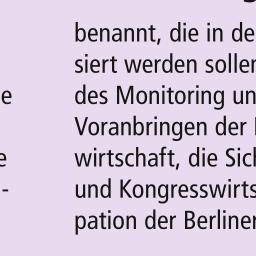 benannt, die in de
siert werden soller
des Monitoring un
Voranbringen der
wirtschaft, die Sich
und Kongresswirts
pation der Berliner
e
e
-